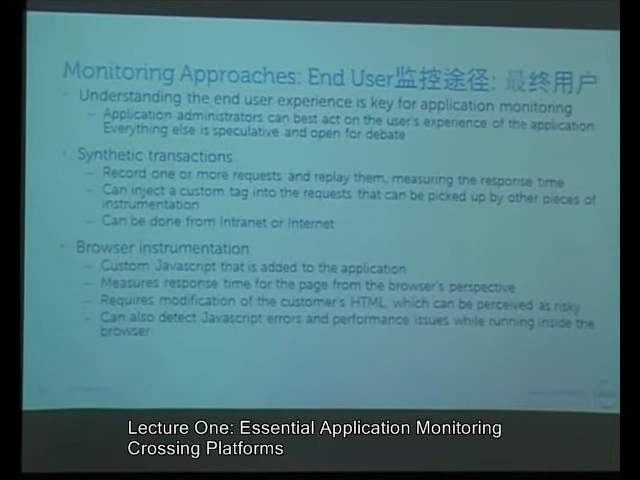 Monitoring Approaches: End User监控途径: 最终用户
Understanding the end user experience is key for application monitoring
– Application administrators can best act on the user's experience of the application
Everything else is speculative and open for debate
Synthetic transactions
– Record one or more requests and replay them, measuring the response time
– Can inject a custom tag into the requests that can be picked up by other pieces of
instrumentation
– Can be done from Intranet or Internet
Browser instrumentation
– Custom Javascript that is added to the application
– Measures response time for the page from the browser's perspective
– Requires modification of the customer's HTML, which can be perceived as risky
– Can also detect Javascript errors and performance issues while running inside the
browser
Lecture One: Essential Application Monitoring
Crossing Platforms